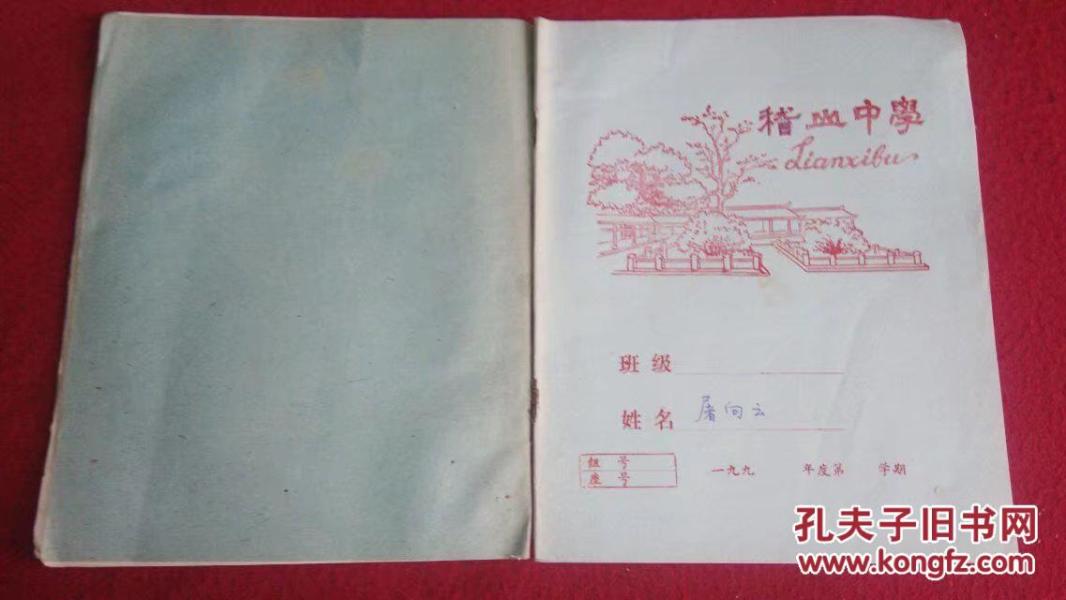 稽山中學
Lianxibu
班级
姓名 屠向云
组号
座号
一九九 年度第 学期
孔夫子旧书网
www.kongfz.com